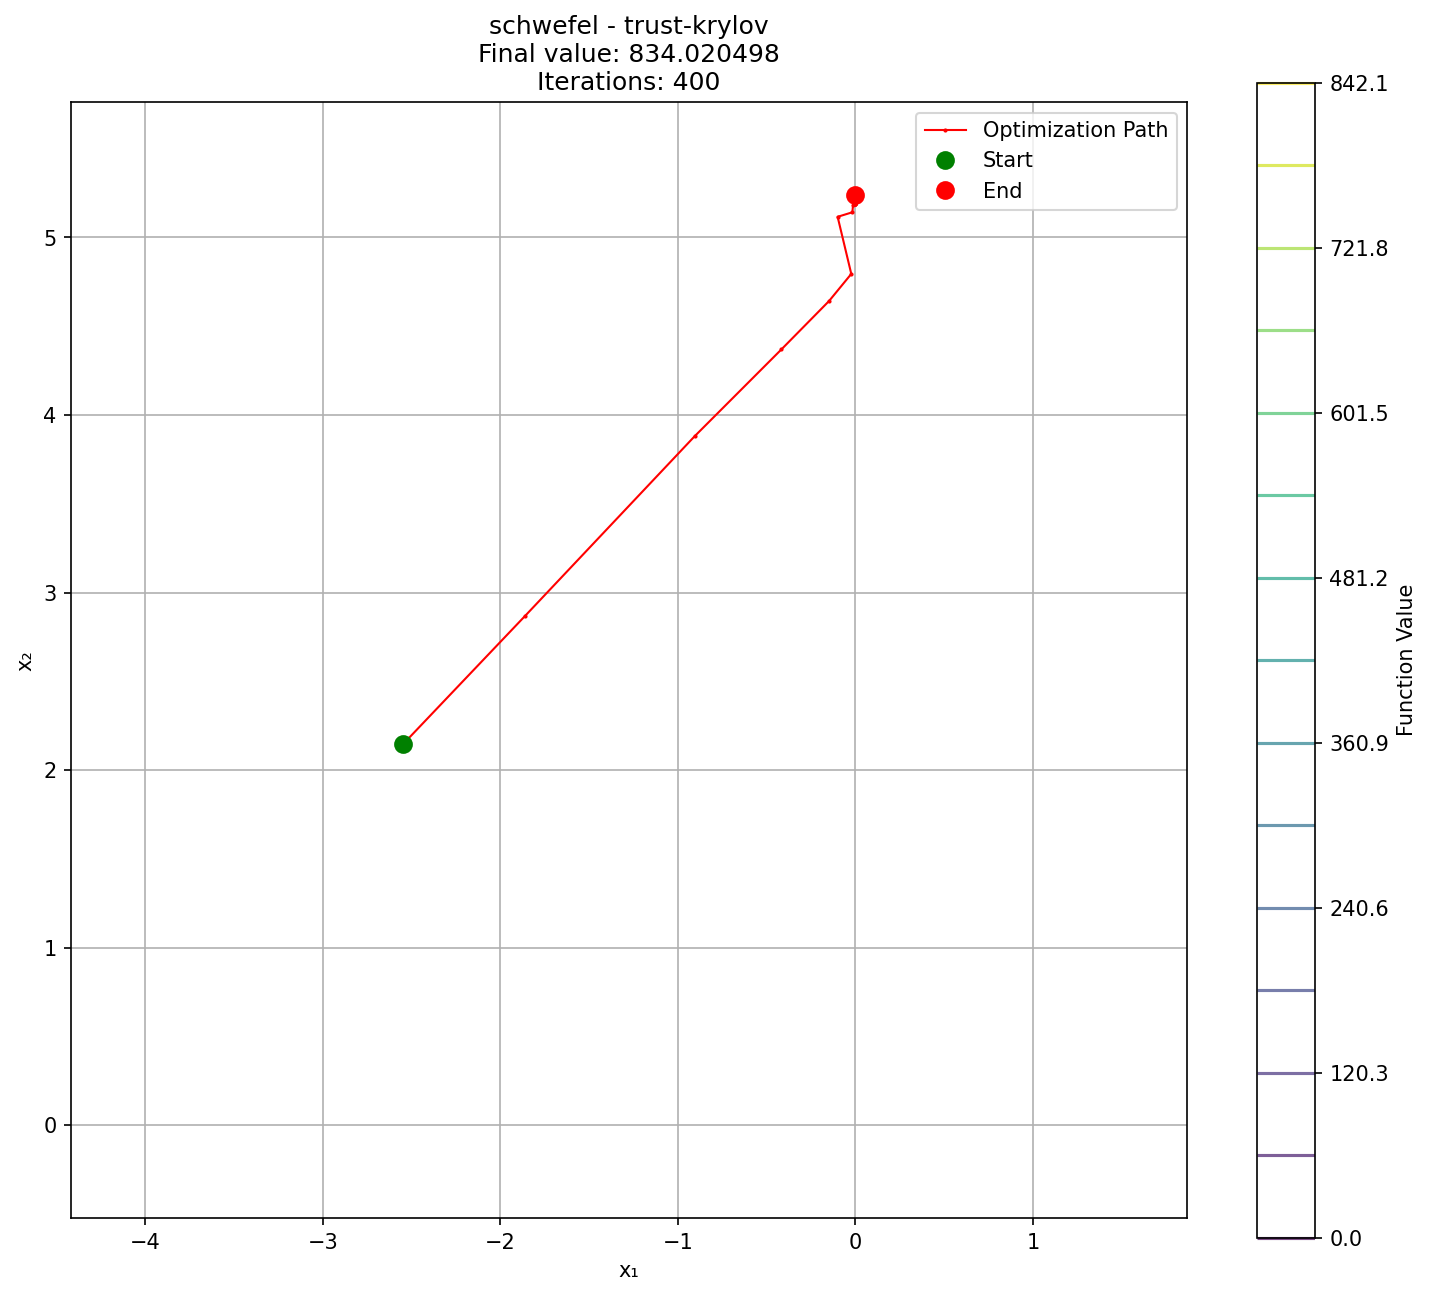 schwefel - trust-krylov
Final value: 834.020498
Iterations: 400
Optimization Path
Start
End
5
4
3
2
1
0
x₂
−4
−3
−2
−1
0
1
x₁
842.1
721.8
601.5
481.2
360.9
240.6
120.3
0.0
Function Value